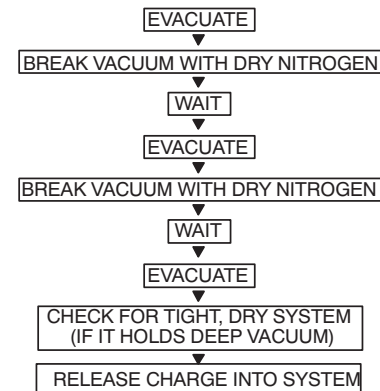 EVACUATE
BREAK VACUUM WITH DRY NITROGEN
WAIT
EVACUATE
BREAK VACUUM WITH DRY NITROGEN
WAIT
EVACUATE
CHECK FOR TIGHT, DRY SYSTEM
(IF IT HOLDS DEEP VACUUM)
RELEASE CHARGE INTO SYSTEM